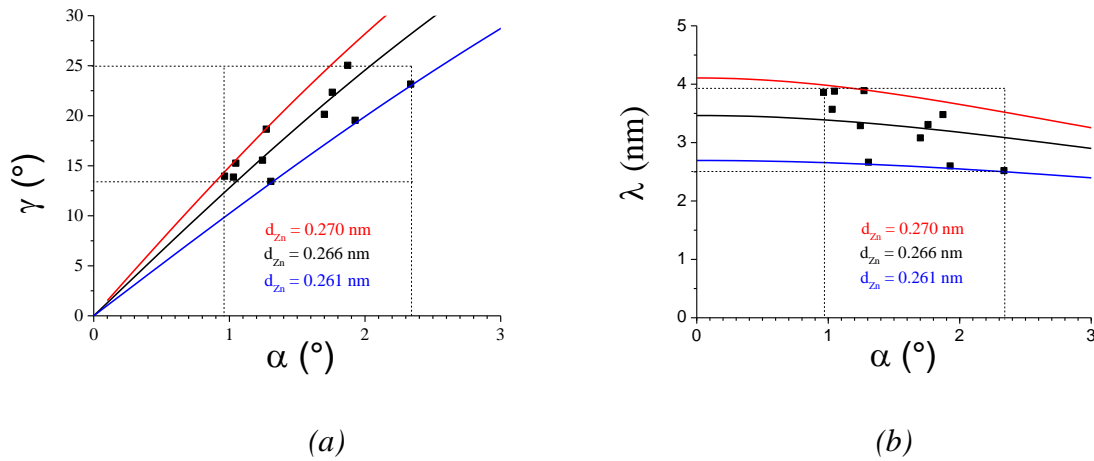 30
25
20
15
10
5
0
γ (°)
d_Zn = 0.270 nm
d_Zn = 0.266 nm
d_Zn = 0.261 nm
0 1 2 3
α (°)
(a)
5
4
3
2
1
0
λ (nm)
d_Zn = 0.270 nm
d_Zn = 0.266 nm
d_Zn = 0.261 nm
0 1 2 3
α (°)
(b)